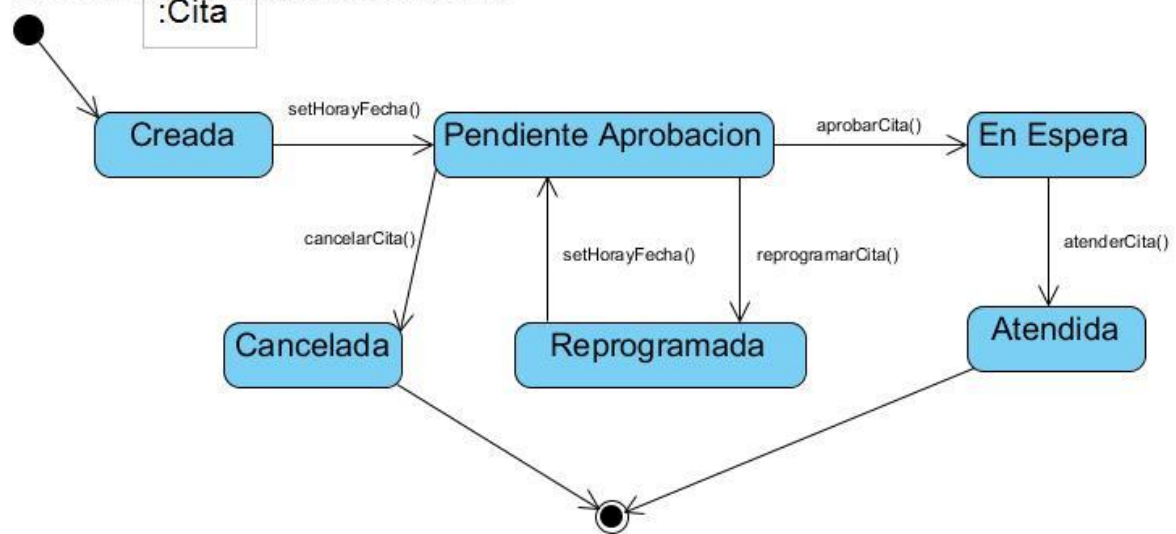 :Cita
setHorayFecha()
Creada
Pendiente Aprobacion
aprobarCita()
En Espera
cancelarCita()
setHorayFecha()
reprogramarCita()
atenderCita()
Cancelada
Reprogramada
Atendida